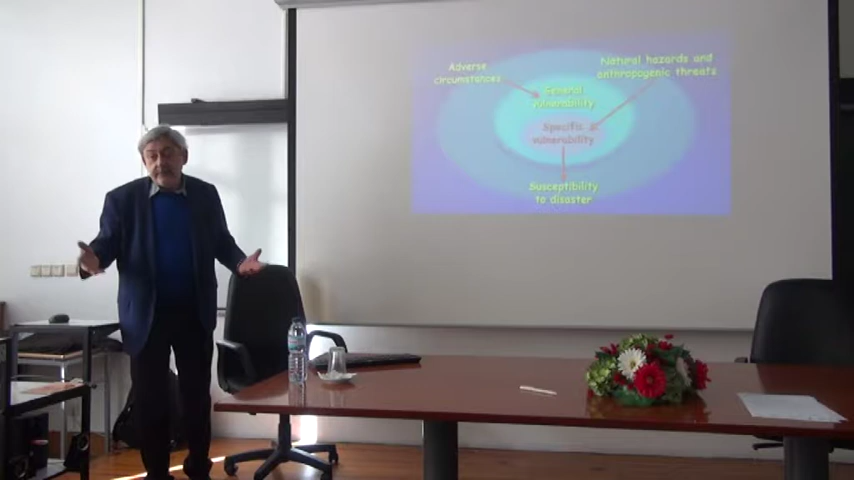 Adverse
circumstances
Natural hazards and
anthropogenic threats
General
vulnerability
Specific
vulnerability
Susceptibility
to disaster